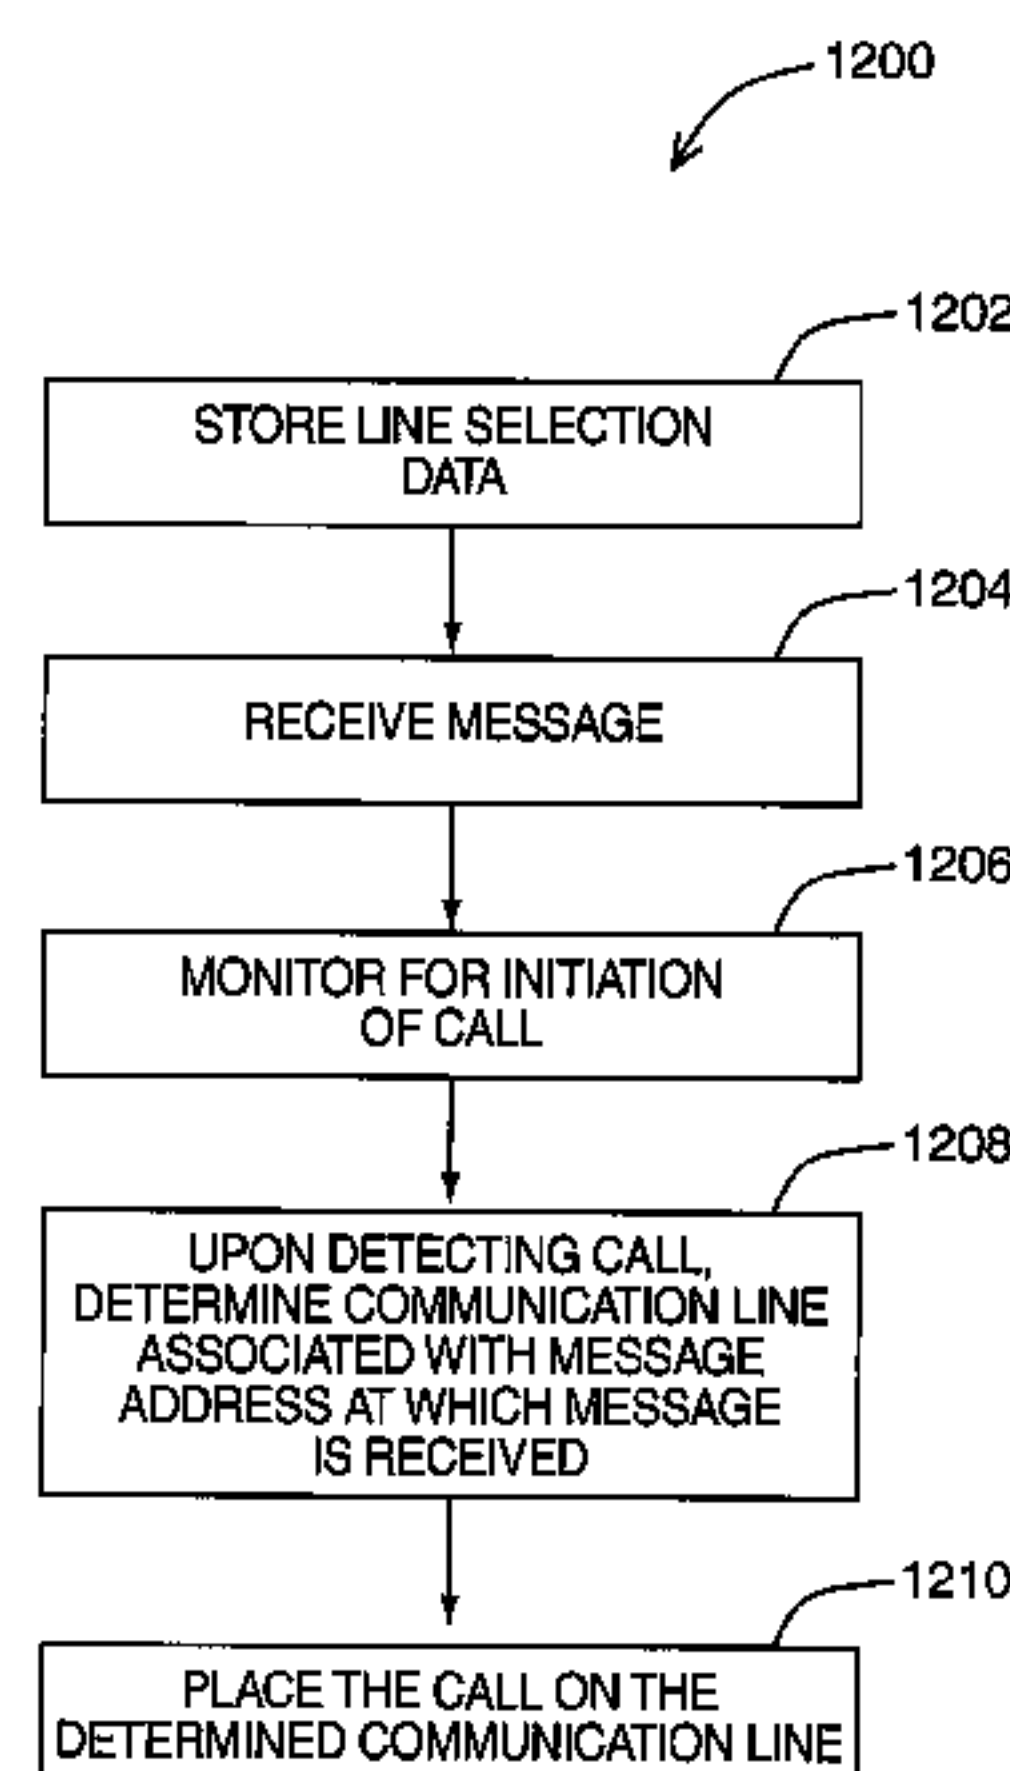 1200
1202
STORE LINE SELECTION
DATA
1204
RECEIVE MESSAGE
1206
MONITOR FOR INITIATION
OF CALL
1208
UPON DETECTING CALL,
DETERMINE COMMUNICATION LINE
ASSOCIATED WITH MESSAGE
ADDRESS AT WHICH MESSAGE
IS RECEIVED
1210
PLACE THE CALL ON THE
DETERMINED COMMUNICATION LINE